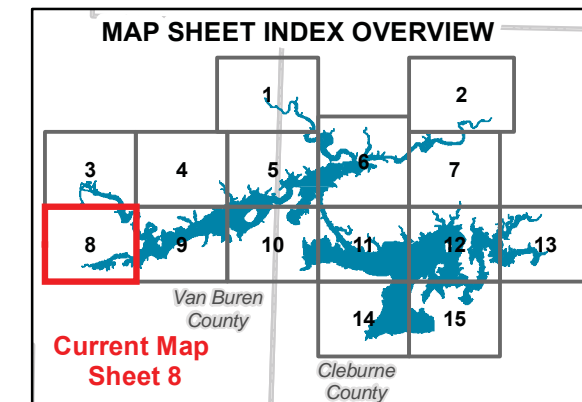 MAP SHEET INDEX OVERVIEW
1
2
3
4
5
6
7
8
9
10
11
12
13
Van Buren
County
14
15
Current Map
Sheet 8
Cleburne
County